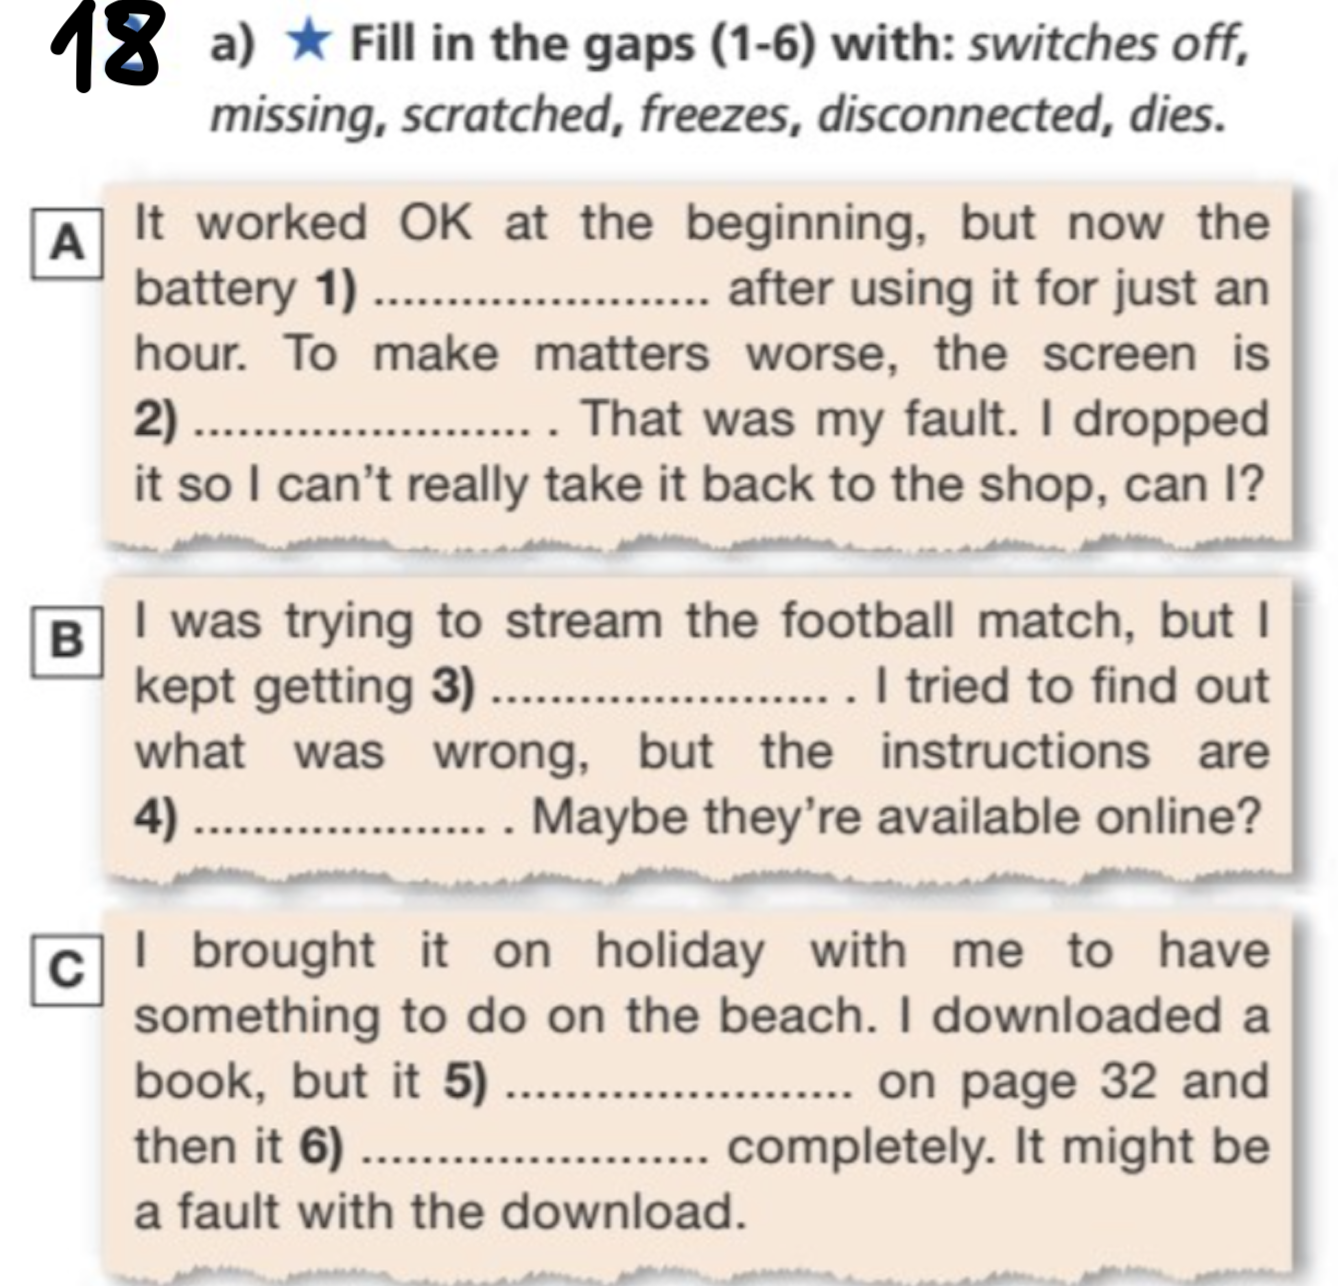 18 a) ★ Fill in the gaps (1-6) with: switches off,
missing, scratched, freezes, disconnected, dies.
A
It worked OK at the beginning, but now the
battery 1) ....................... after using it for just an
hour. To make matters worse, the screen is
2) ....................... . That was my fault. I dropped
it so I can't really take it back to the shop, can I?
B
I was trying to stream the football match, but I
kept getting 3) ....................... . I tried to find out
what was wrong, but the instructions are
4) .................... . Maybe they're available online?
C
I brought it on holiday with me to have
something to do on the beach. I downloaded a
book, but it 5) ........................ on page 32 and
then it 6) ........................ completely. It might be
a fault with the download.